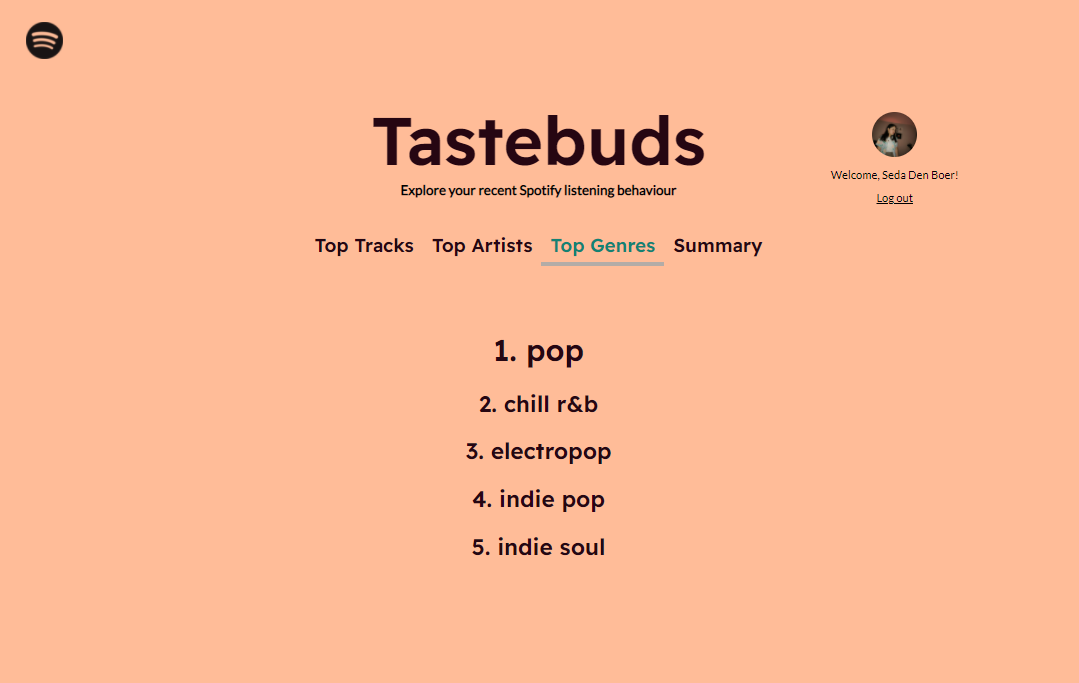 Tastebuds
Explore your recent Spotify listening behaviour
Welcome, Seda Den Boer!
Log out
Top Tracks Top Artists Top Genres Summary
1. pop
2. chill r&b
3. electropop
4. indie pop
5. indie soul